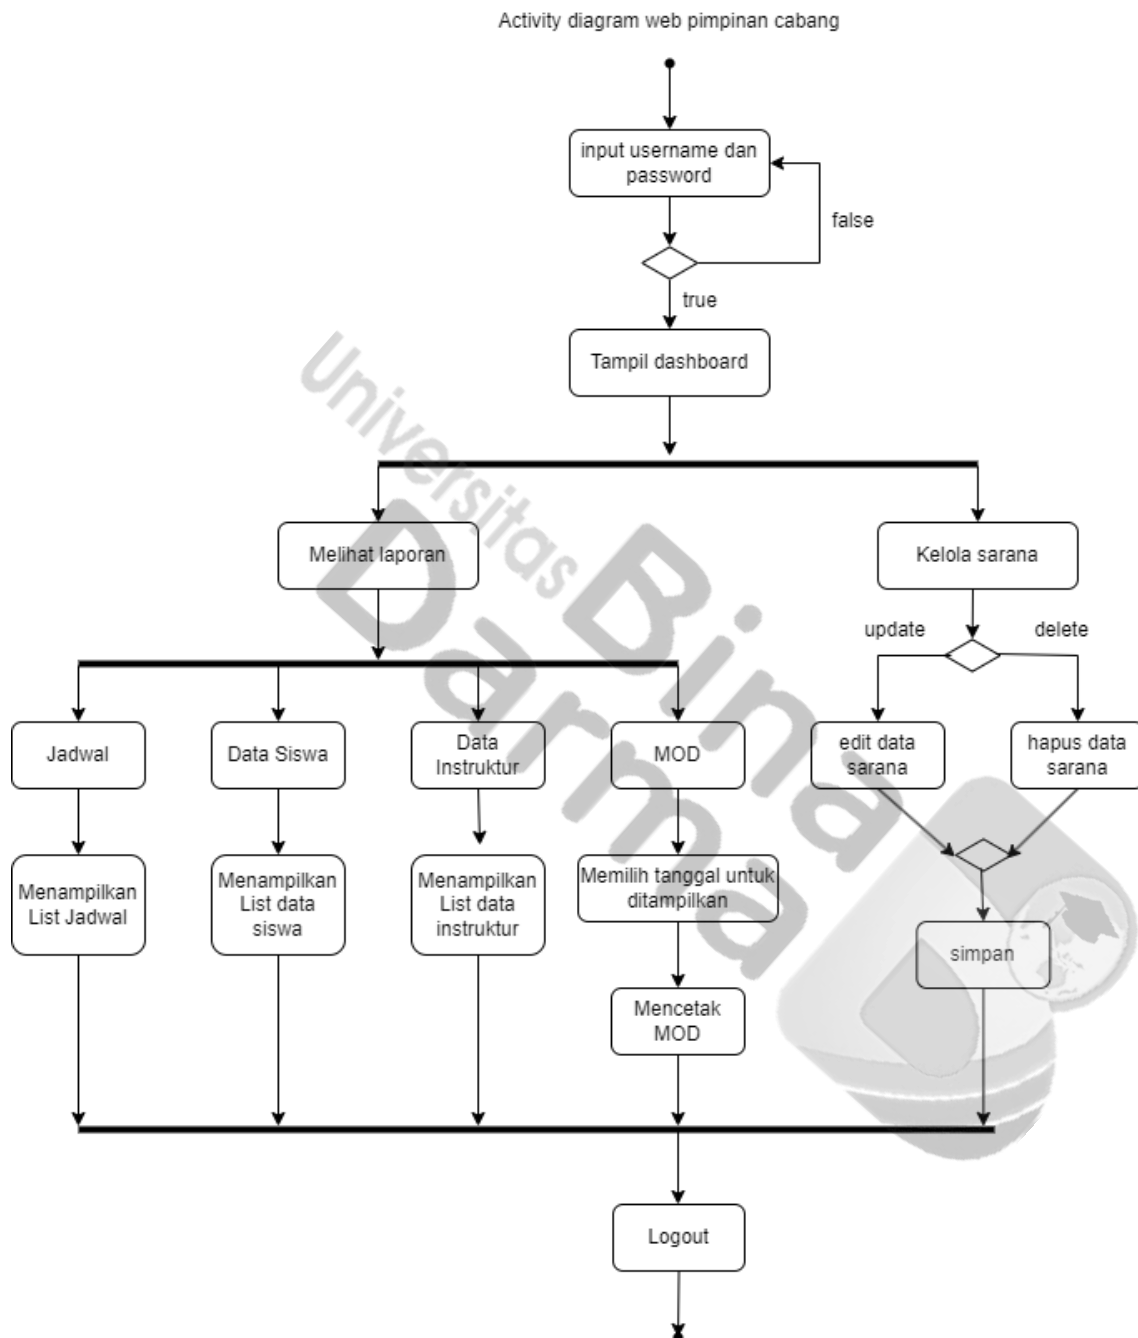 Activity diagram web pimpinan cabang
input username dan
password
false
true
Tampil dashboard
Universitas
Bina
Darma
Melihat laporan
Kelola sarana
update
delete
Jadwal
Data Siswa
Data
Instruktur
MOD
edit data
sarana
hapus data
sarana
Menampilkan
List Jadwal
Menampilkan
List data
siswa
Menampilkan
List data
instruktur
Memilih tanggal untuk
ditampilkan
simpan
Mencetak
MOD
Logout